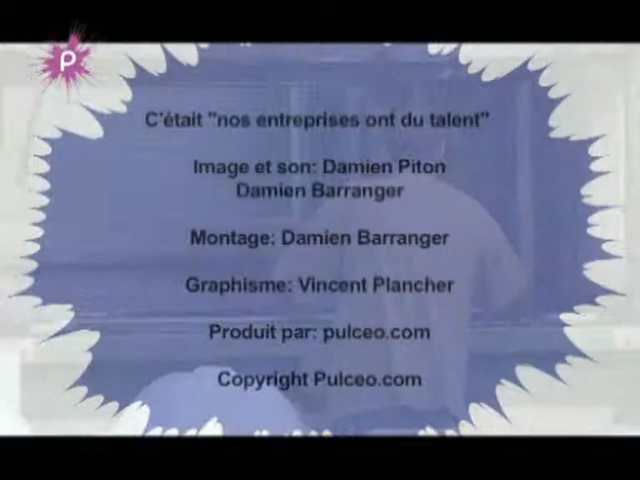 P
C'était "nos entreprises ont du talent"
Image et son: Damien Piton
Damien Barranger
Montage: Damien Barranger
Graphisme: Vincent Plancher
Produit par: pulceo.com
Copyright Pulceo.com